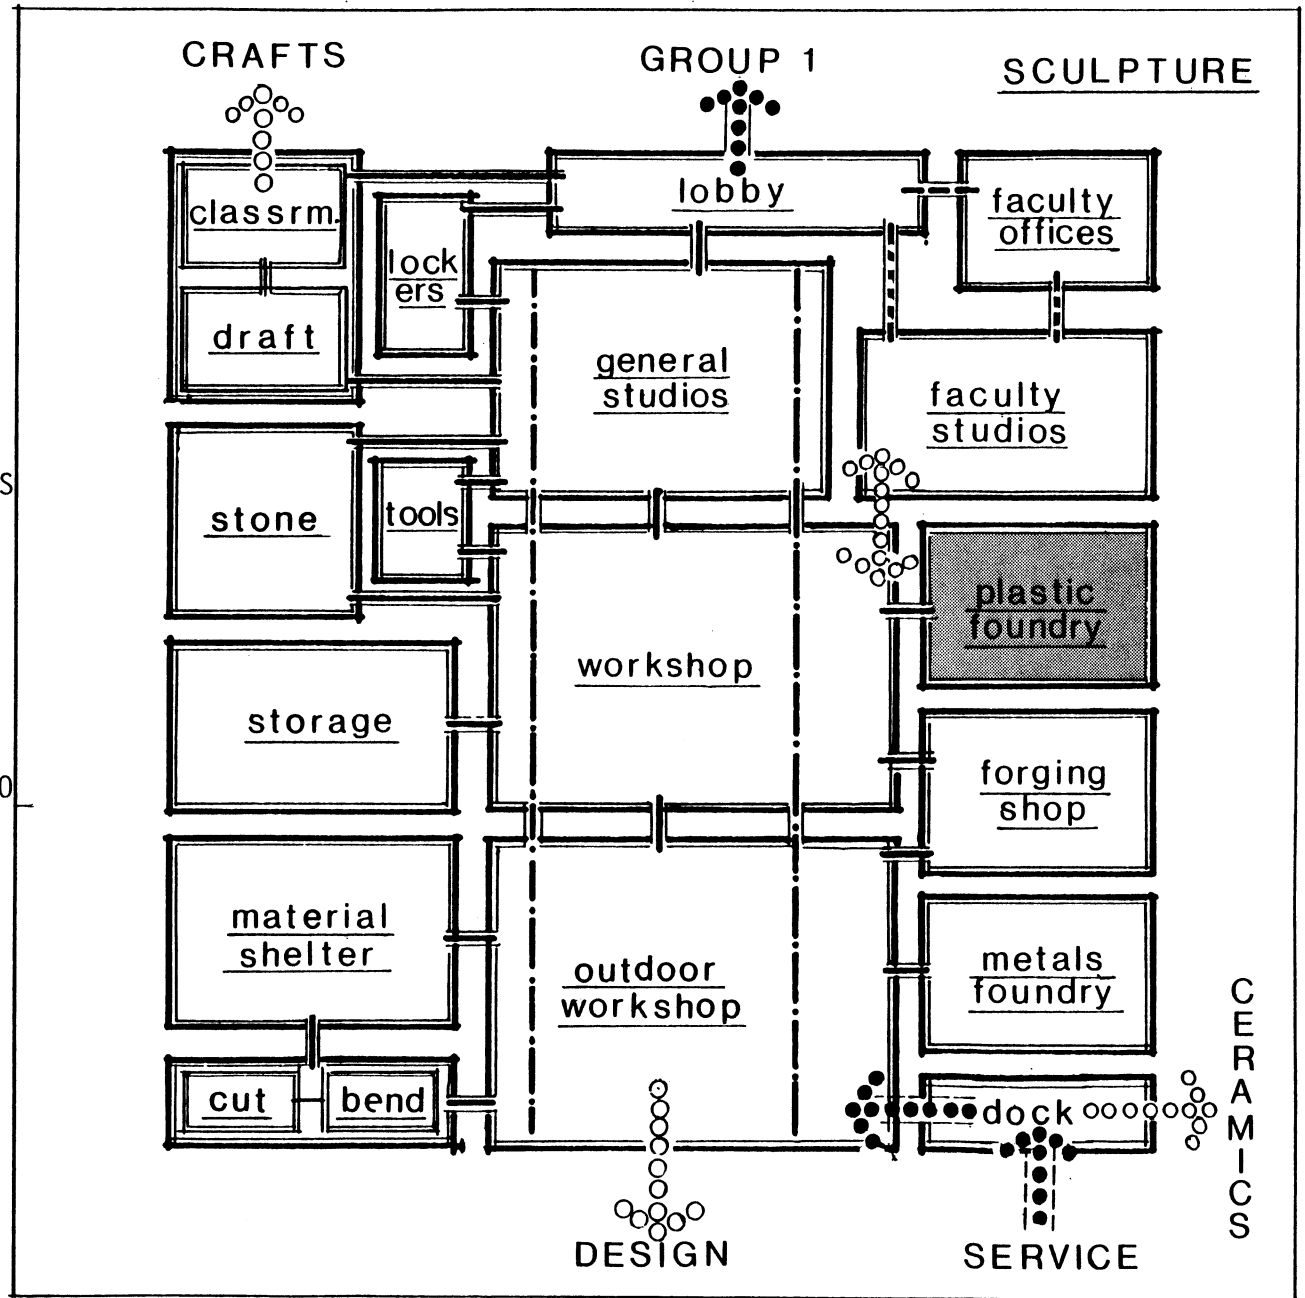 CRAFTS
GROUP 1
SCULPTURE
classrm.
lobby
faculty
offices
lock
ers
draft
general
studios
faculty
studios
S
stone
tools
plastic
foundry
workshop
storage
forging
shop
0
material
shelter
outdoor
workshop
metals
foundry
cut
bend
dock
CERAMICS
DESIGN
SERVICE